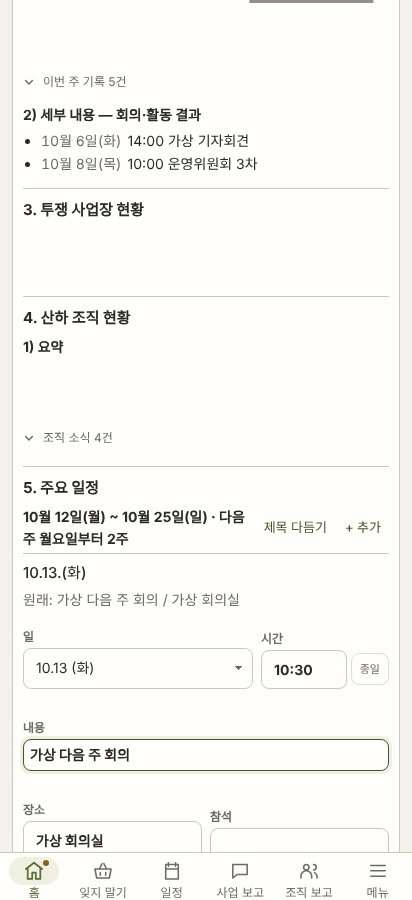 이번 주 기록 5건
2) 세부 내용 — 회의·활동 결과
• 10월 6일(화) 14:00 가상 기자회견
• 10월 8일(목) 10:00 운영위원회 3차
3. 투쟁 사업장 현황
4. 산하 조직 현황
1) 요약
조직 소식 4건
5. 주요 일정
10월 12일(월) ~ 10월 25일(일) · 다음
주 월요일부터 2주
제목 다듬기 + 추가
10.13.(화)
원래: 가상 다음 주 회의 / 가상 회의실
일 시간
10.13 (화) 10:30 종일
내용
가상 다음 주 회의
장소 참석
가상 회의실
홈 잊지 말기 일정 사업 보고 조직 보고 메뉴